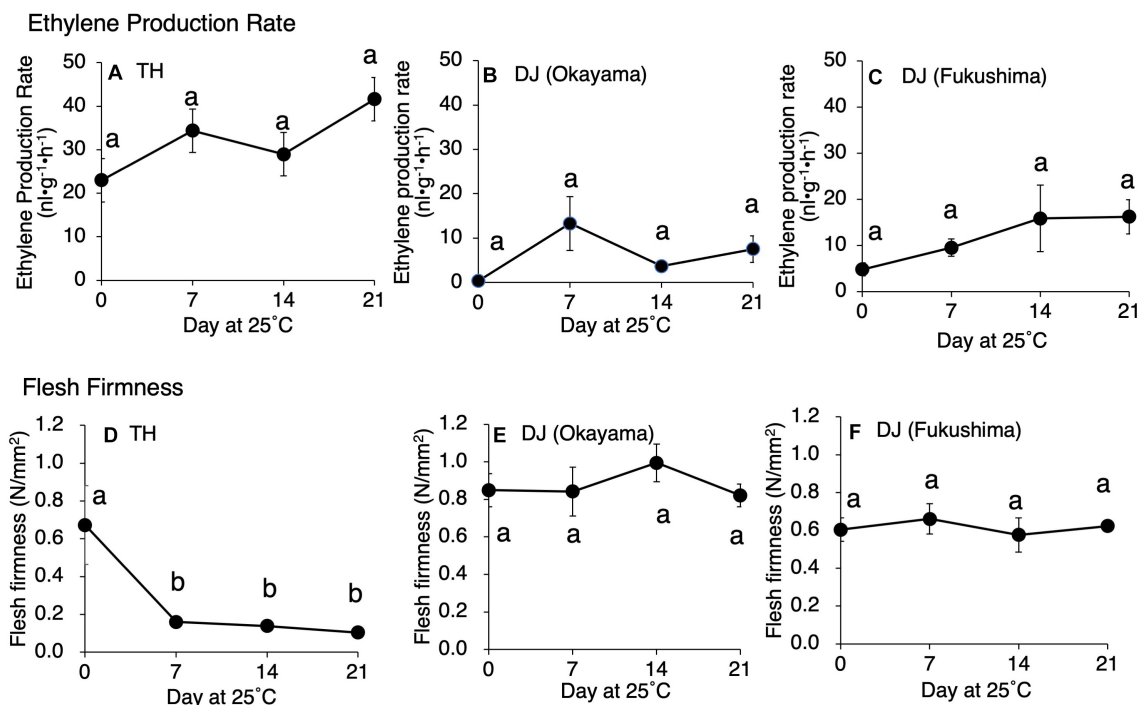 Ethylene Production Rate
A TH
Ethylene Production Rate
(nl•g⁻¹•h⁻¹)
50
40
30
20
10
0
a
a
a
a
0 7 14 21
Day at 25˚C
B DJ (Okayama)
Ethylene production rate
(nl•g⁻¹•h⁻¹)
50
40
30
20
10
0
a
a
a
a
0 7 14 21
Day at 25˚C
C DJ (Fukushima)
Ethylene production rate
(nl•g⁻¹•h⁻¹)
50
40
30
20
10
0
a
a
a
a
0 7 14 21
Day at 25˚C
Flesh Firmness
D TH
Flesh firmness (N/mm²)
1.2
1.0
0.8
0.6
0.4
0.2
0.0
a
b
b
b
0 7 14 21
Day at 25˚C
E DJ (Okayama)
Flesh firmness (N/mm²)
1.2
1.0
0.8
0.6
0.4
0.2
0.0
a
a
a
a
0 7 14 21
Day at 25˚C
F DJ (Fukushima)
Flesh firmness (N/mm²)
1.2
1.0
0.8
0.6
0.4
0.2
0.0
a
a
a
a
0 7 14 21
Day at 25˚C